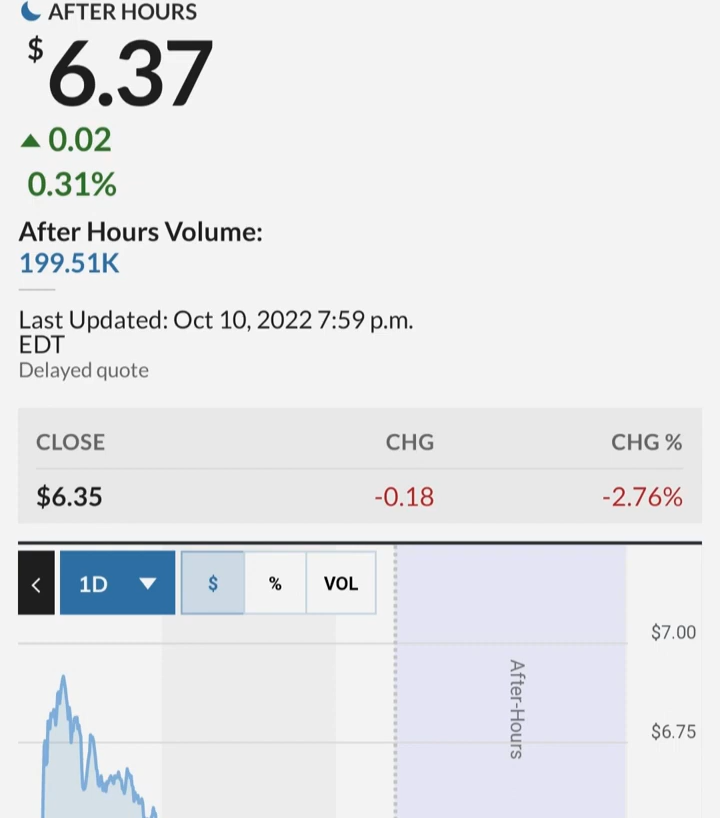 AFTER HOURS
$6.37
▲ 0.02
0.31%
After Hours Volume:
199.51K
Last Updated: Oct 10, 2022 7:59 p.m.
EDT
Delayed quote
CLOSE CHG CHG %
$6.35 -0.18 -2.76%
< 1D ▼ $ % VOL
$7.00
After-Hours
$6.75